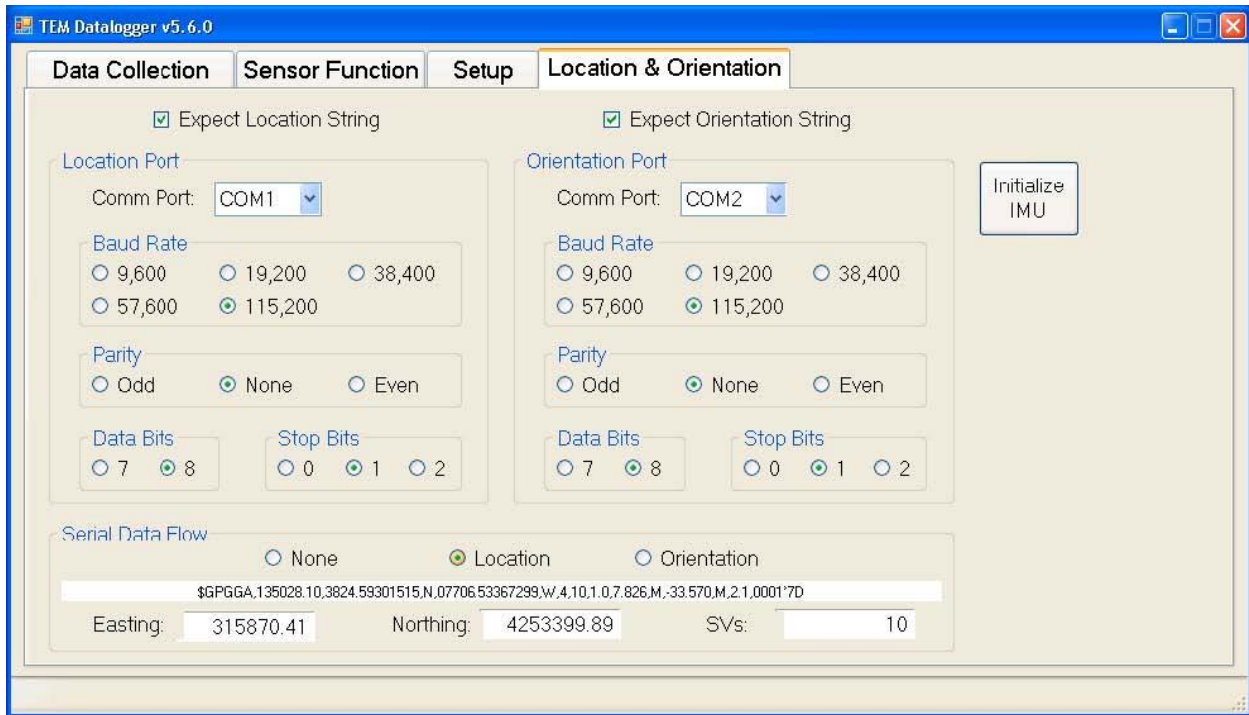 TEM Datalogger v5.6.0
Data Collection Sensor Function Setup Location & Orientation
Expect Location String Expect Orientation String
Location Port Orientation Port
Comm Port: COM1 Comm Port: COM2
Initialize
IMU
Baud Rate Baud Rate
9,600 19,200 38,400 9,600 19,200 38,400
57,600 115,200 57,600 115,200
Parity Parity
Odd None Even Odd None Even
Data Bits Stop Bits Data Bits Stop Bits
7 8 0 1 2 7 8 0 1 2
Serial Data Flow
None Location Orientation
$GPGGA,135028.10,3824.59301515,N,07706.53367299,W,4,10,1.0,7.826,M,-33.570,M,2.1,0001*7D
Easting: 315870.41 Northing: 4253399.89 SVs: 10